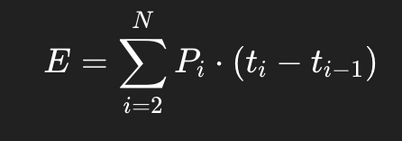 E = \sum_{i=2}^{N} P_i \cdot (t_i - t_{i-1})